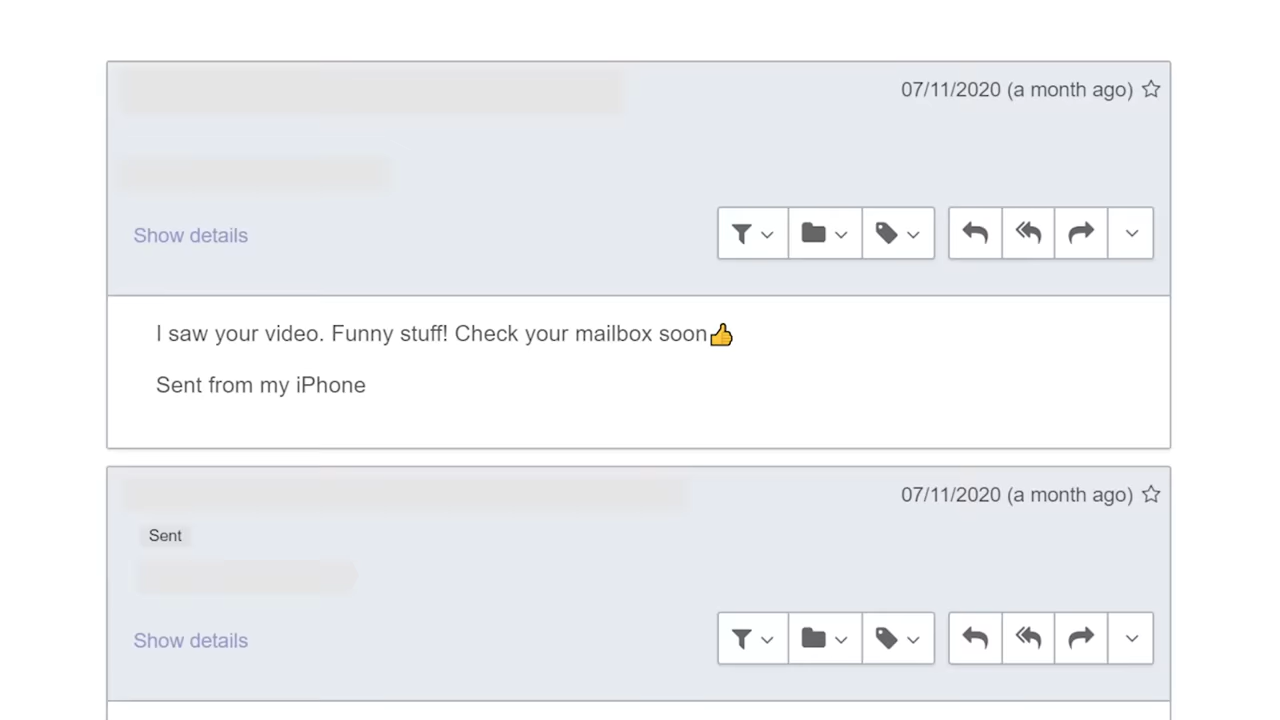 07/11/2020 (a month ago)
Show details
I saw your video. Funny stuff! Check your mailbox soon👍
Sent from my iPhone
07/11/2020 (a month ago)
Sent
Show details